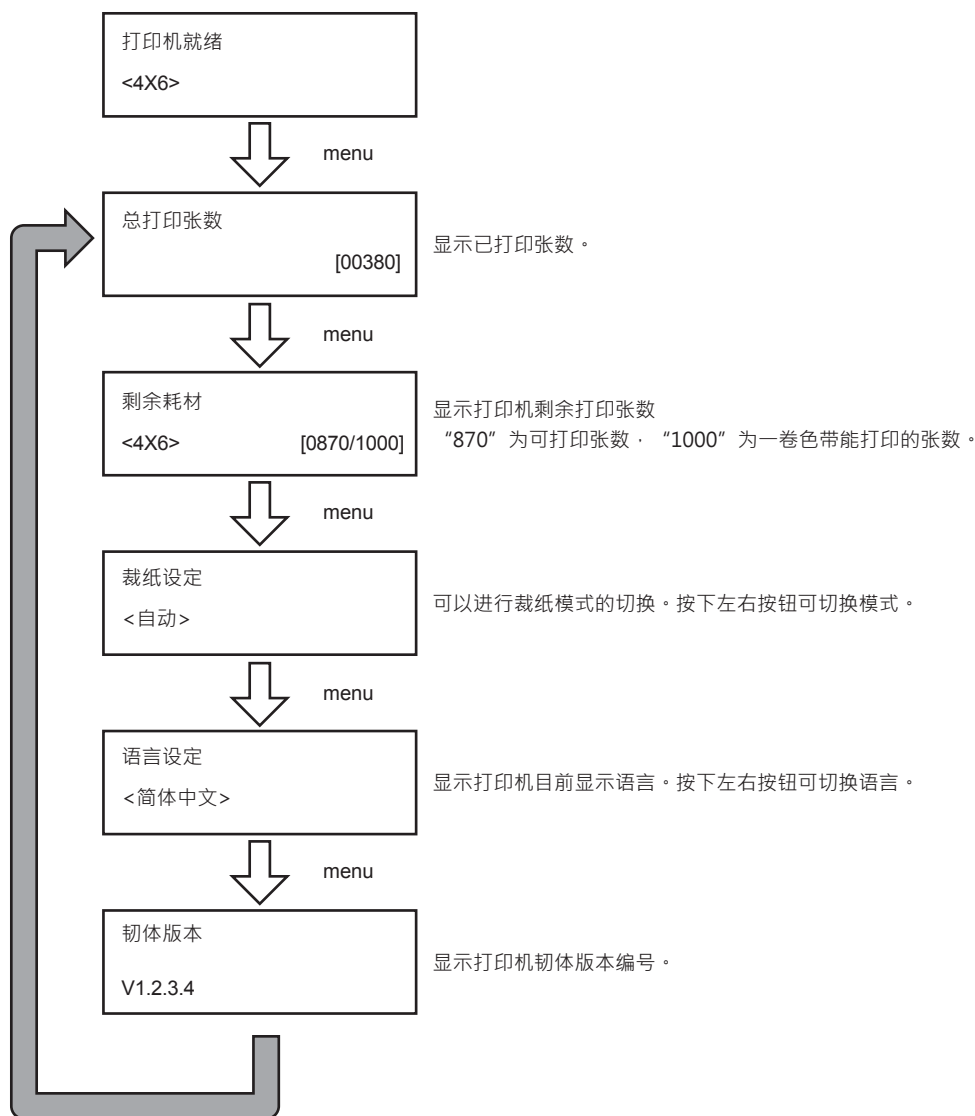 打印机就绪
<4X6>
menu
总打印张数
[00380]
显示已打印张数。
menu
剩余耗材
<4X6> [0870/1000]
显示打印机剩余打印张数
“870”为可打印张数，“1000”为一卷色带能打印的张数。
menu
裁纸设定
<自动>
可以进行裁纸模式的切换。按下左右按钮可切换模式。
menu
语言设定
<简体中文>
显示打印机目前显示语言。按下左右按钮可切换语言。
menu
韧体版本
V1.2.3.4
显示打印机韧体版本编号。